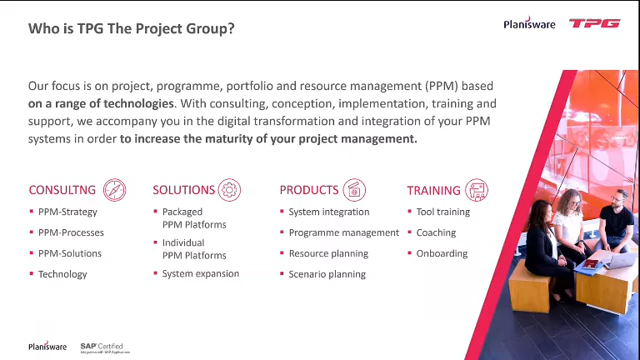 Who is TPG The Project Group?
Planisware
TPG
Our focus is on project, programme, portfolio and resource management (PPM) based
on a range of technologies. With consulting, conception, implementation, training and
support, we accompany you in the digital transformation and integration of your PPM
systems in order to increase the maturity of your project management.
CONSULTNG
PPM-Strategy
PPM-Processes
PPM-Solutions
Technology
SOLUTIONS
Packaged
PPM Platforms
Individual
PPM Platforms
System expansion
PRODUCTS
System integration
Programme management
Resource planning
Scenario planning
TRAINING
Tool training
Coaching
Onboarding
Planisware
SAP Certified
Integration with SAP Applications